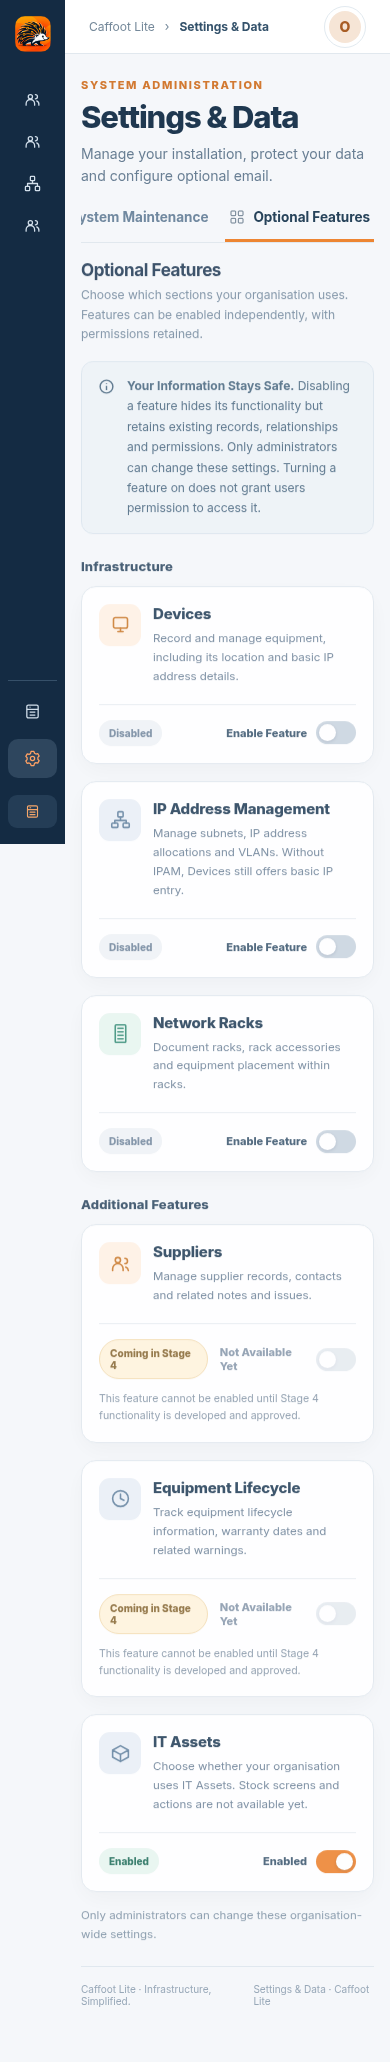 Caffoot Lite › Settings & Data
O
SYSTEM ADMINISTRATION
Settings & Data
Manage your installation, protect your data
and configure optional email.
ystem Maintenance
Optional Features
Optional Features
Choose which sections your organisation uses.
Features can be enabled independently, with
permissions retained.
Your Information Stays Safe. Disabling
a feature hides its functionality but
retains existing records, relationships
and permissions. Only administrators
can change these settings. Turning a
feature on does not grant users
permission to access it.
Infrastructure
Devices
Record and manage equipment,
including its location and basic IP
address details.
Disabled
Enable Feature
IP Address Management
Manage subnets, IP address
allocations and VLANs. Without
IPAM, Devices still offers basic IP
entry.
Disabled
Enable Feature
Network Racks
Document racks, rack accessories
and equipment placement within
racks.
Disabled
Enable Feature
Additional Features
Suppliers
Manage supplier records, contacts
and related notes and issues.
Coming in Stage
4
Not Available
Yet
This feature cannot be enabled until Stage 4
functionality is developed and approved.
Equipment Lifecycle
Track equipment lifecycle
information, warranty dates and
related warnings.
Coming in Stage
4
Not Available
Yet
This feature cannot be enabled until Stage 4
functionality is developed and approved.
IT Assets
Choose whether your organisation
uses IT Assets. Stock screens and
actions are not available yet.
Enabled
Enabled
Only administrators can change these organisation-
wide settings.
Caffoot Lite · Infrastructure,
Simplified.
Settings & Data · Caffoot
Lite